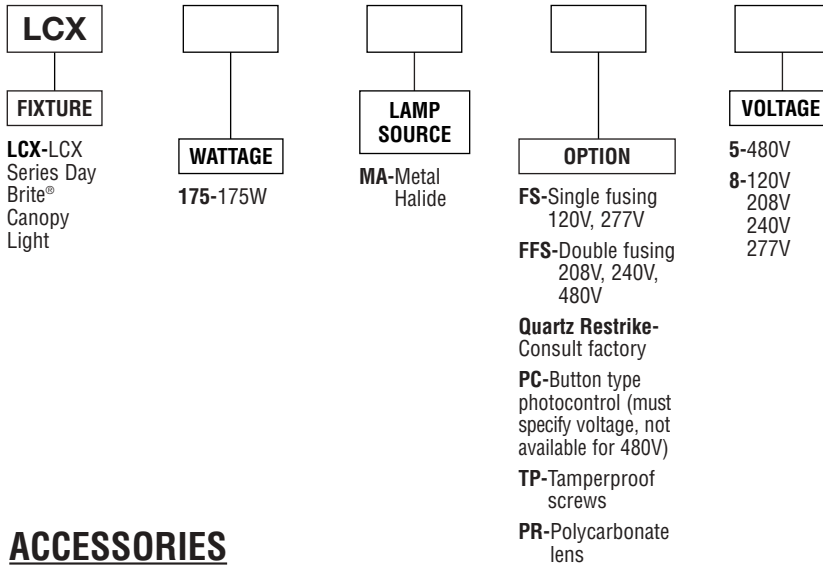 LCX
FIXTURE
LCX-LCX
Series Day
Brite®
Canopy
Light
WATTAGE
175-175W
LAMP
SOURCE
MA-Metal
Halide
OPTION
FS-Single fusing
120V, 277V
FFS-Double fusing
208V, 240V,
480V
Quartz Restrike-
Consult factory
PC-Button type
photocontrol (must
specify voltage, not
available for 480V)
TP-Tamperproof
screws
PR-Polycarbonate
lens
VOLTAGE
5-480V
8-120V
208V
240V
277V
ACCESSORIES